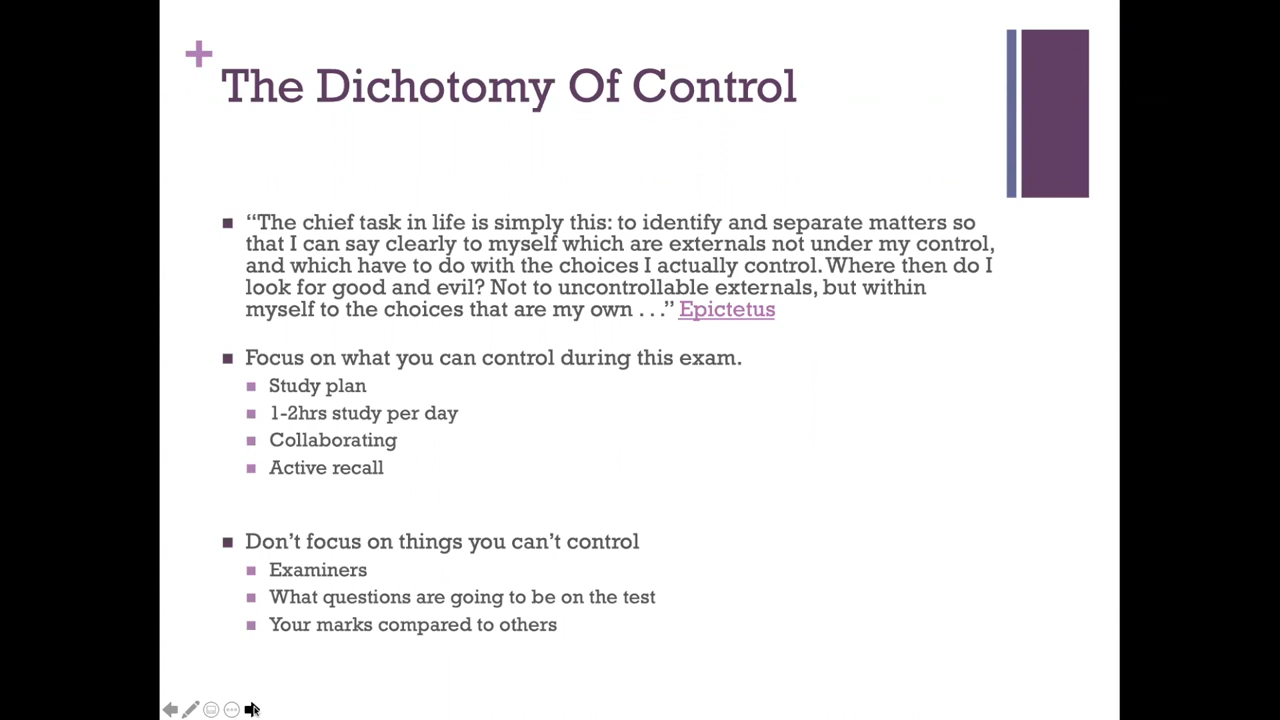 The Dichotomy Of Control
“The chief task in life is simply this: to identify and separate matters so
that I can say clearly to myself which are externals not under my control,
and which have to do with the choices I actually control. Where then do I
look for good and evil? Not to uncontrollable externals, but within
myself to the choices that are my own . . .” Epictetus
Focus on what you can control during this exam.
Study plan
1-2hrs study per day
Collaborating
Active recall
Don’t focus on things you can’t control
Examiners
What questions are going to be on the test
Your marks compared to others